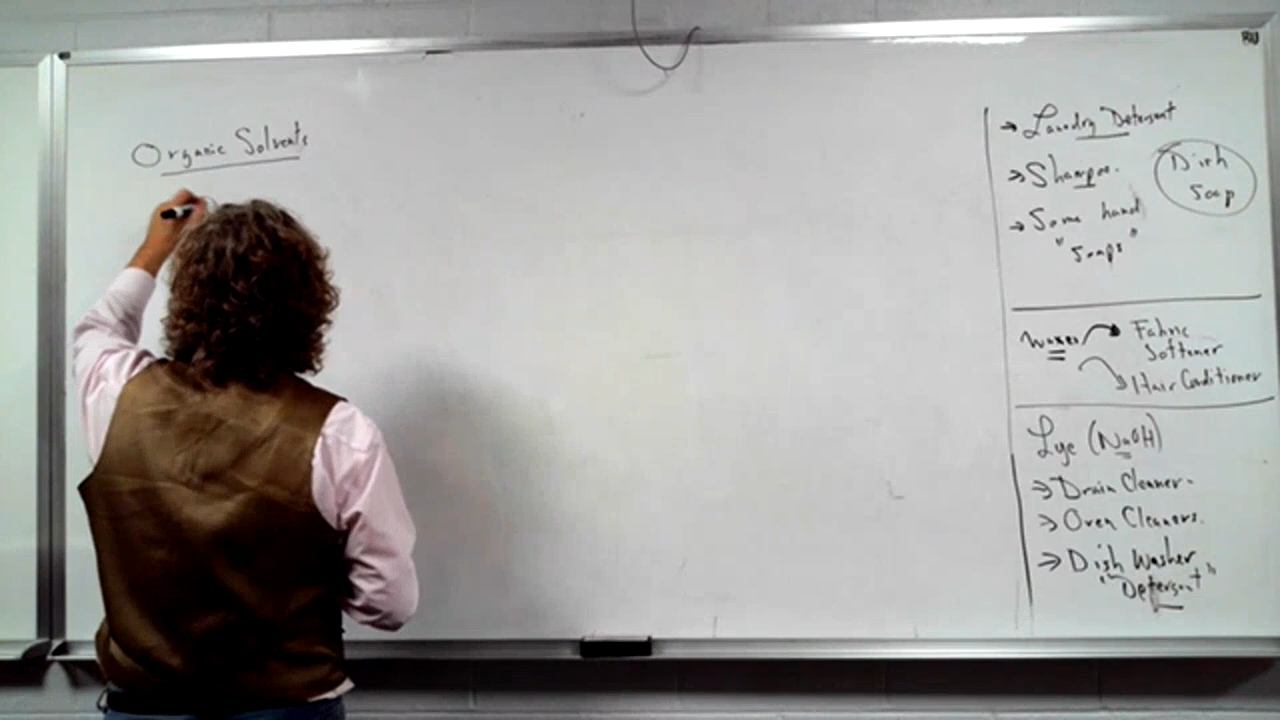 Organic Solvents
→ Laundry Detergent
⇒ Shampoo.
→ Some hand
"Soaps"
Dish
Soap
Waxes → Fabric
Softener
→ Hair Conditioner
Lye (NaOH)
⇒ Drain Cleaner-
⇒ Oven Cleaners.
⇒ Dish Washer
"Detergent"